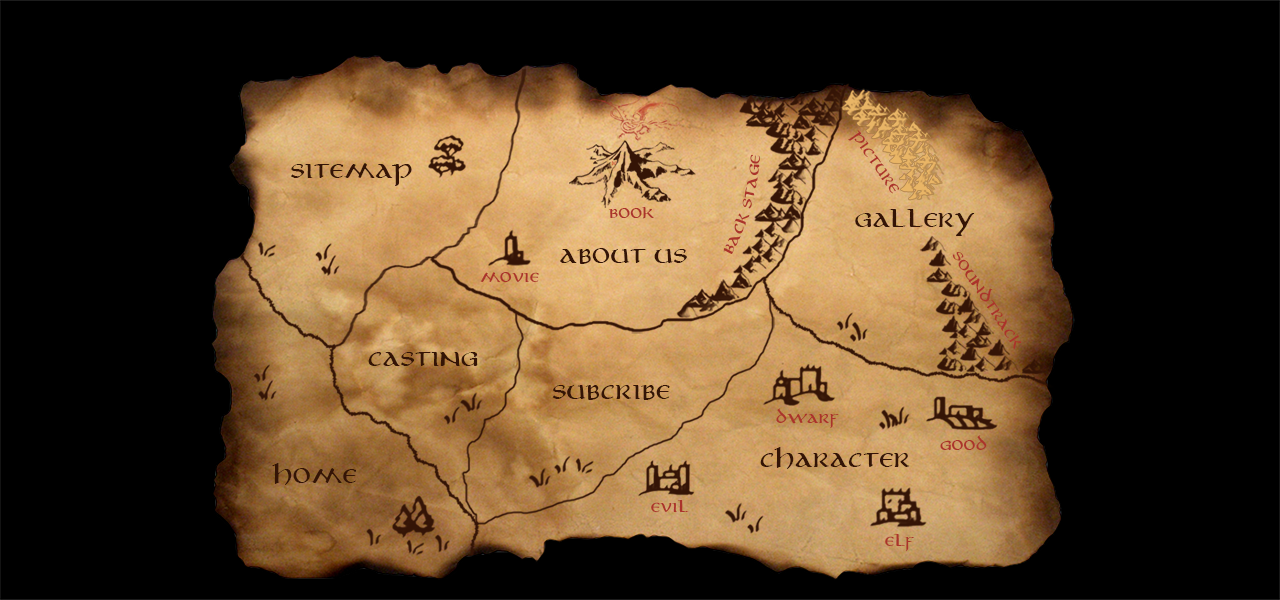 SITEMAP
BOOK
MOVIE
ABOUT US
BACK STAGE
PICTURE
GALLERY
SOUNDTRACK
CASTING
SUBCRIBE
HOME
DWARF
GOOD
CHARACTER
EVIL
ELF